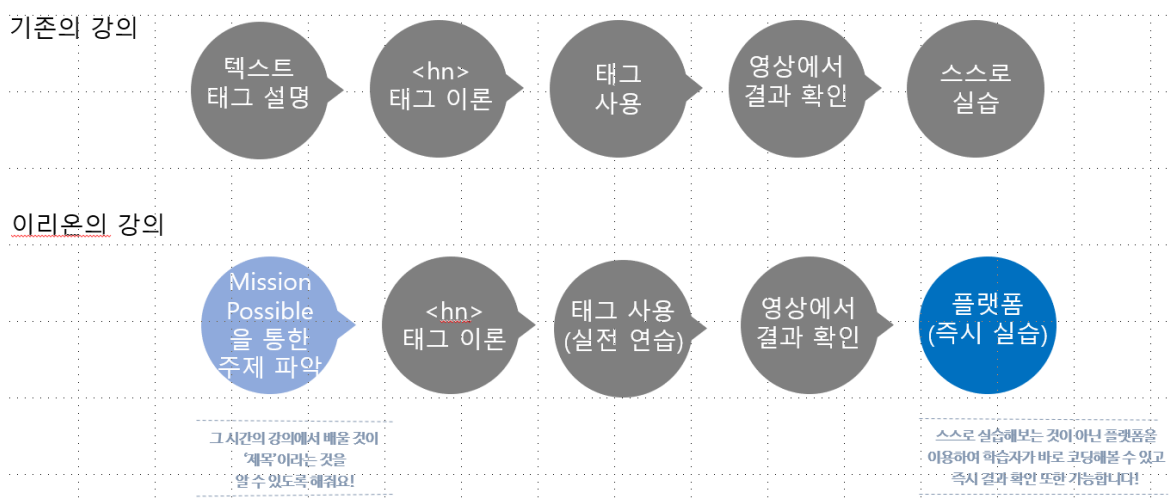 기존의 강의
텍스트
태그 설명
<hn>
태그 이론
태그
사용
영상에서
결과 확인
스스로
실습
이리온의 강의
Mission
Possible
을 통한
주제 파악
<hn>
태그 이론
태그 사용
(실전 연습)
영상에서
결과 확인
플랫폼
(즉시 실습)
그 시간의 강의에서 배울 것이
‘제목’이라는 것을
알 수 있도록 해줘요!
스스로 실습해보는 것이 아닌 플랫폼을
이용하여 학습자가 바로 코딩해볼 수 있고
즉시 결과 확인 또한 가능합니다!